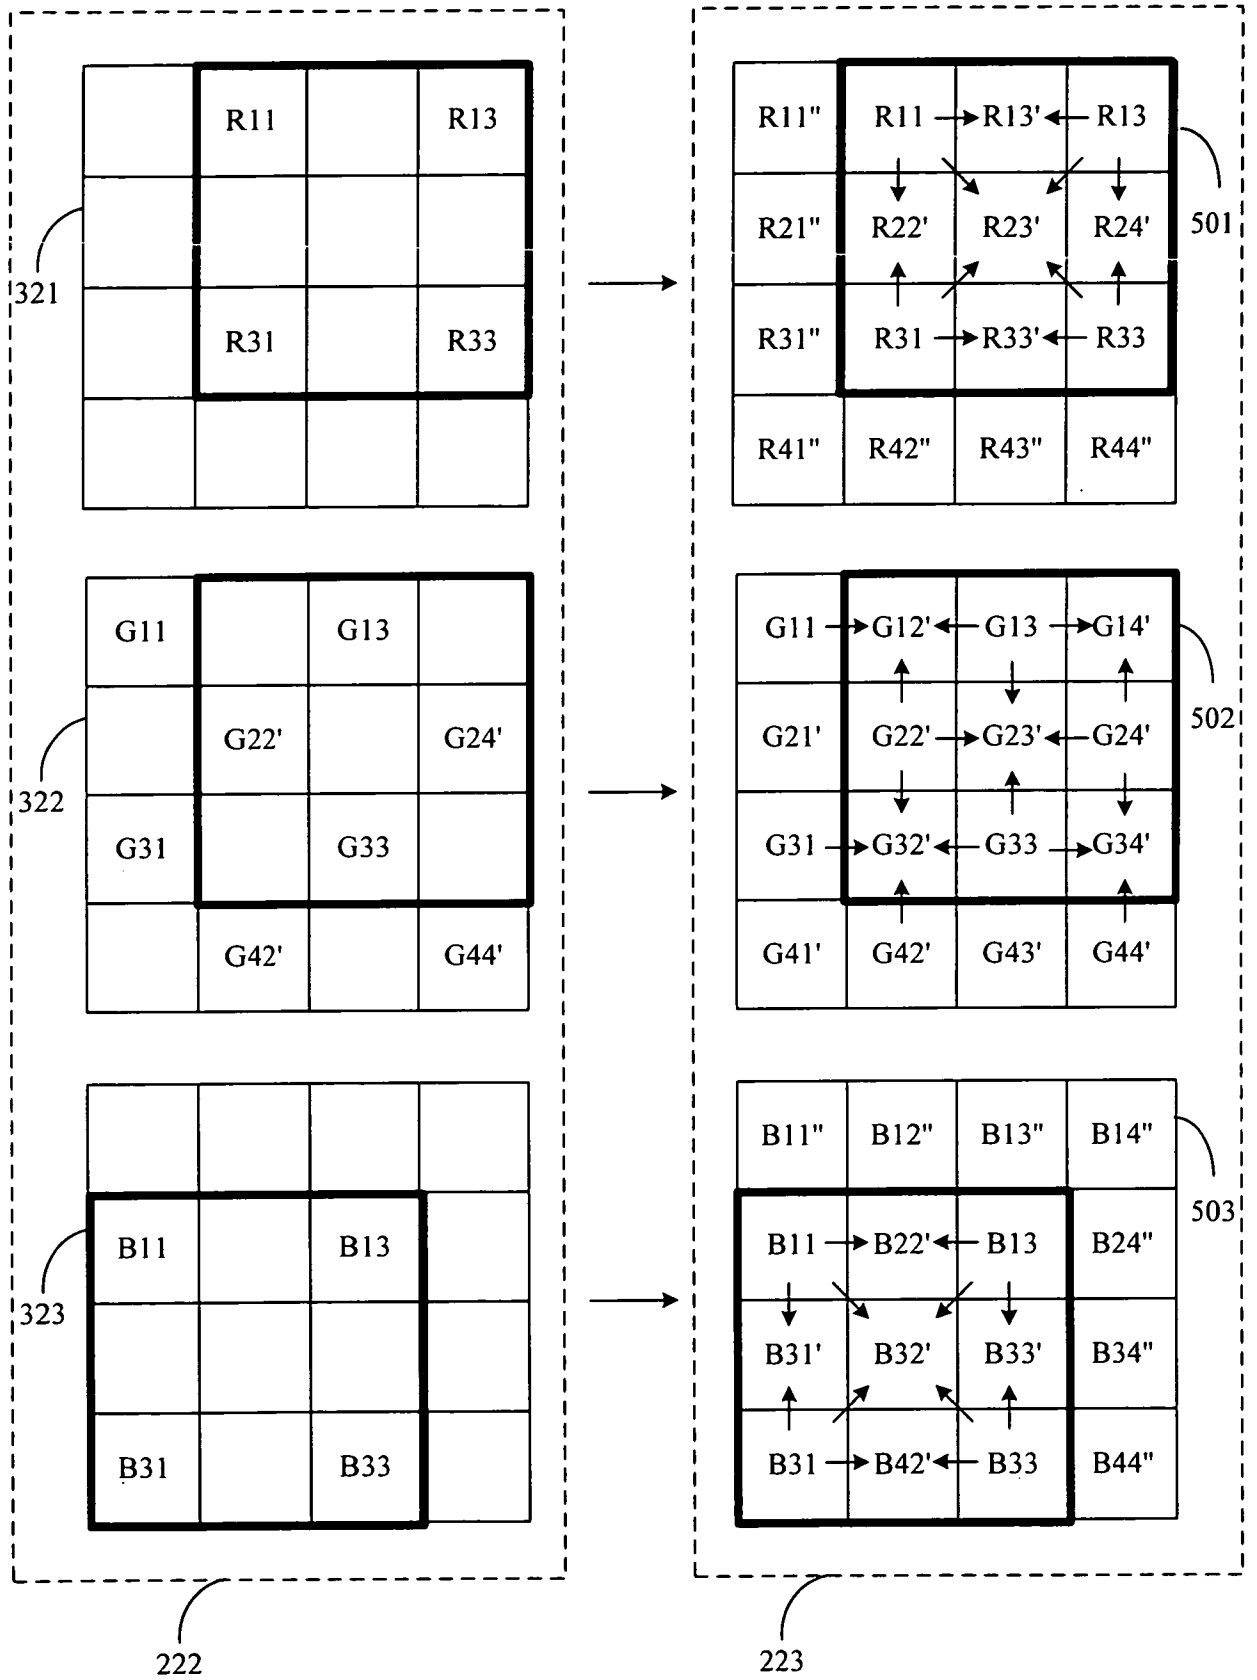 R11 R13
R31 R33
321
R11" R11 R13' R13
R21" R22' R23' R24'
R31" R31 R33' R33
R41" R42" R43" R44"
501
G11 G13
G22' G24'
G31 G33
G42' G44'
322
G11 G12' G13 G14'
G21' G22' G23' G24'
G31 G32' G33 G34'
G41' G42' G43' G44'
502
B11 B13
B31 B33
323
B11" B12" B13" B14"
B11 B22' B13 B24"
B31' B32' B33' B34"
B31 B42' B33 B44"
503
222
223